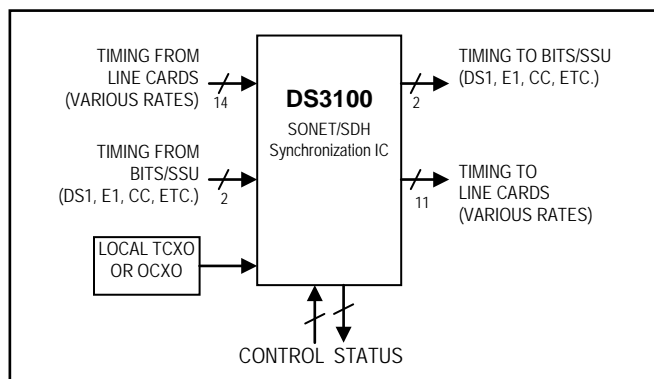 TIMING FROM
LINE CARDS
(VARIOUS RATES)
14
TIMING FROM
BITS/SSU
(DS1, E1, CC, ETC.)
2
LOCAL TCXO
OR OCXO
DS3100
SONET/SDH
Synchronization IC
TIMING TO BITS/SSU
(DS1, E1, CC, ETC.)
2
TIMING TO
LINE CARDS
(VARIOUS RATES)
11
CONTROL STATUS